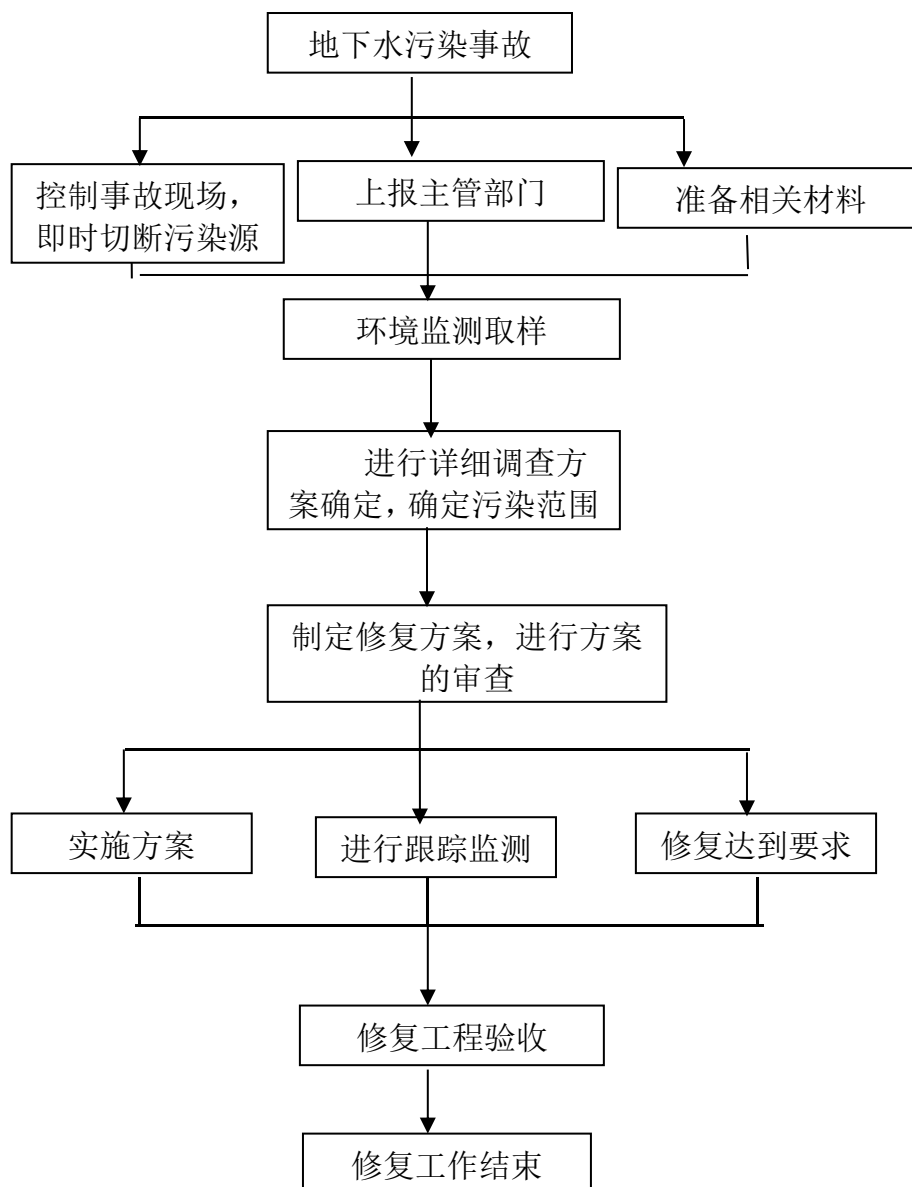 地下水污染事故
控制事故现场，
即时切断污染源
上报主管部门
准备相关材料
环境监测取样
进行详细调查方
案确定，确定污染范围
制定修复方案，进行方案
的审查
实施方案
进行跟踪监测
修复达到要求
修复工程验收
修复工作结束